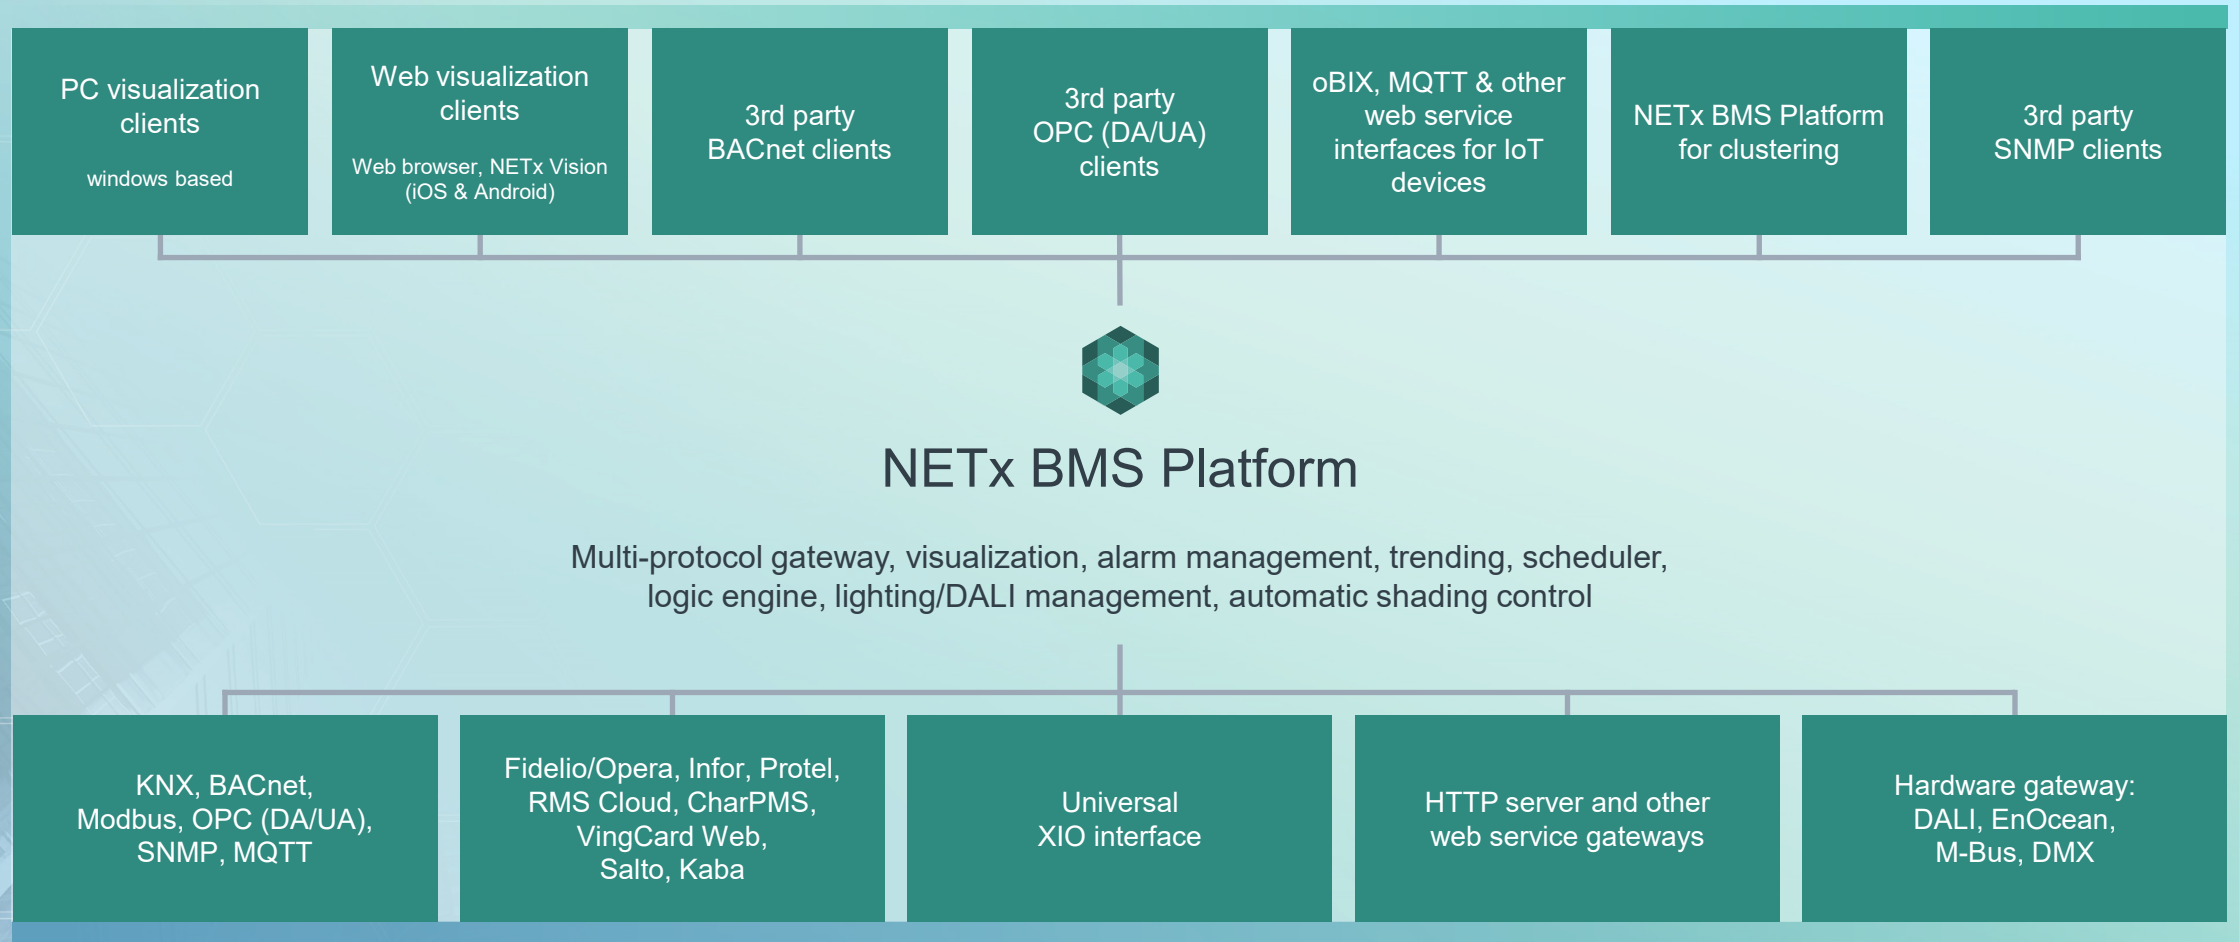 PC visualization
clients
windows based
Web visualization
clients
Web browser, NETx Vision
(iOS & Android)
3rd party
BACnet clients
3rd party
OPC (DA/UA)
clients
oBIX, MQTT & other
web service
interfaces for IoT
devices
NETx BMS Platform
for clustering
3rd party
SNMP clients
NETx BMS Platform
Multi-protocol gateway, visualization, alarm management, trending, scheduler,
logic engine, lighting/DALI management, automatic shading control
KNX, BACnet,
Modbus, OPC (DA/UA),
SNMP, MQTT
Fidelio/Opera, Infor, Protel,
RMS Cloud, CharPMS,
VingCard Web,
Salto, Kaba
Universal
XIO interface
HTTP server and other
web service gateways
Hardware gateway:
DALI, EnOcean,
M-Bus, DMX